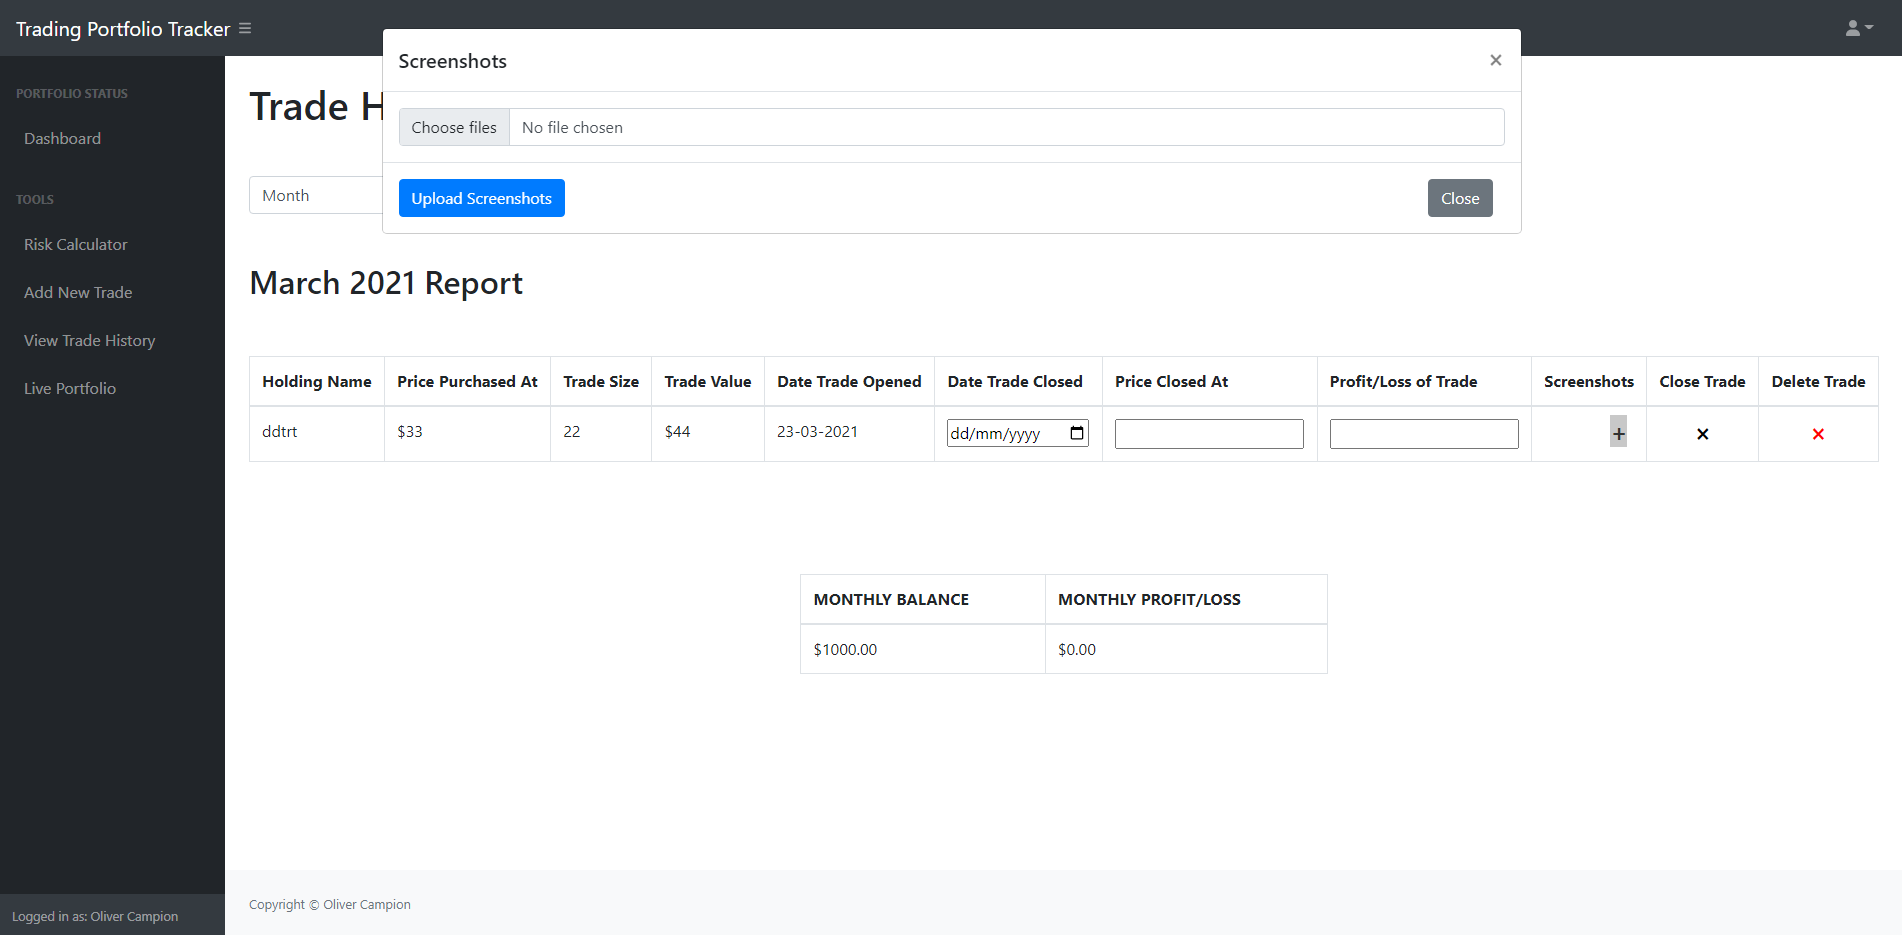 Trading Portfolio Tracker
Screenshots
×
Choose files No file chosen
Upload Screenshots Close
PORTFOLIO STATUS
Dashboard
TOOLS
Risk Calculator
Add New Trade
View Trade History
Live Portfolio
Logged in as: Oliver Campion
Trade H
Month
March 2021 Report
Holding Name Price Purchased At Trade Size Trade Value Date Trade Opened Date Trade Closed Price Closed At Profit/Loss of Trade Screenshots Close Trade Delete Trade
ddtrt $33 22 $44 23-03-2021 dd/mm/yyyy + × ×
MONTHLY BALANCE MONTHLY PROFIT/LOSS
$1000.00 $0.00
Copyright © Oliver Campion